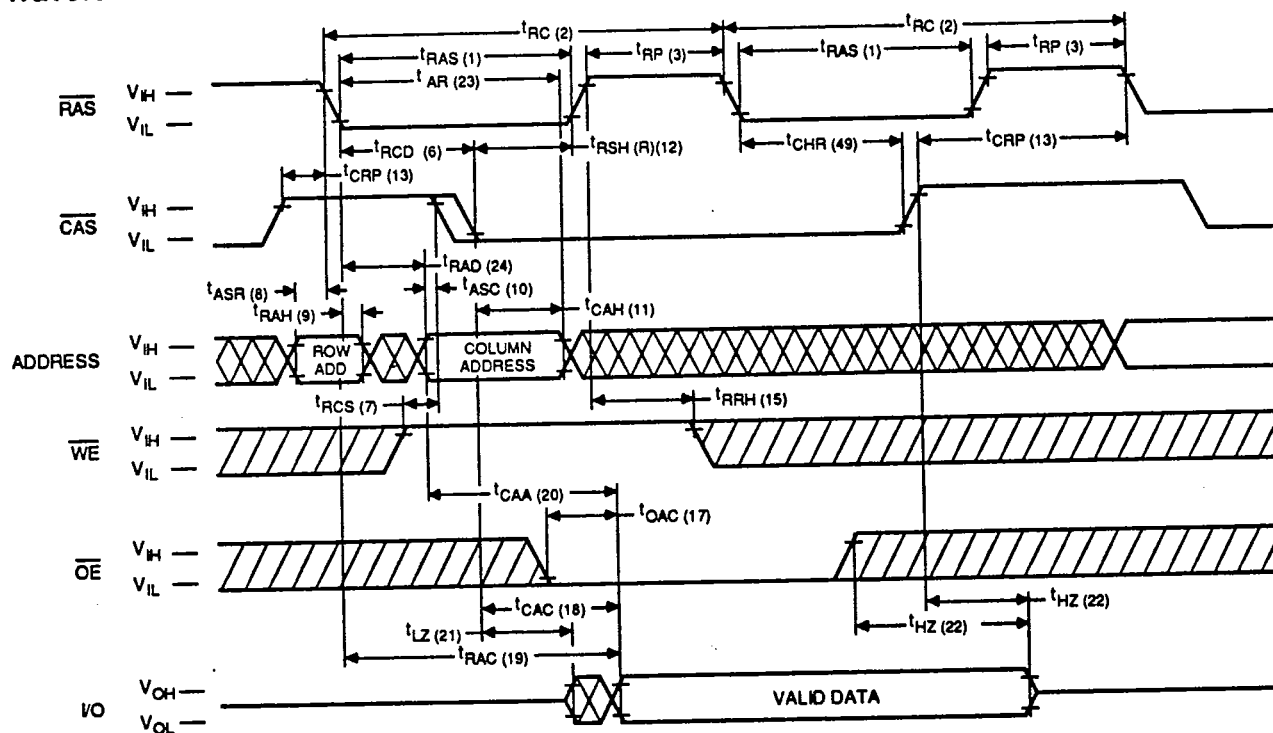 tRC (2) tRC (2)
tRAS (1) tRP (3) tRAS (1) tRP (3)
tAR (23)
RAS VIH
VIL
tRCD (6) tRSH (R)(12) tCHR (49) tCRP (13)
tCRP (13)
CAS VIH
VIL
tRAD (24)
tASR (8) tASC (10)
tRAH (9) tCAH (11)
ADDRESS VIH ROW ADD COLUMN ADDRESS
VIL
tRCS (7) tRRH (15)
WE VIH
VIL
tCAA (20)
tOAC (17)
OE VIH
VIL
tCAC (18) tHZ (22)
tLZ (21) tHZ (22)
tRAC (19)
I/O VOH VALID DATA
VOL